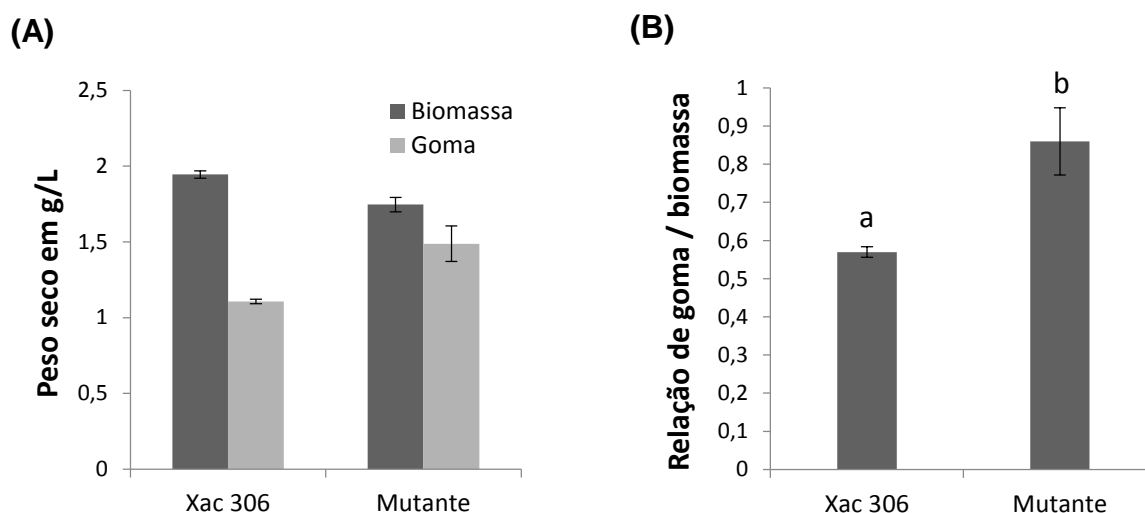 (A)
Peso seco em g/L
2,5
2
1,5
1
0,5
0
Biomassa
Goma
Xac 306
Mutante
(B)
Relação de goma / biomassa
1
0,9
0,8
0,7
0,6
0,5
0,4
0,3
0,2
0,1
0
a
b
Xac 306
Mutante